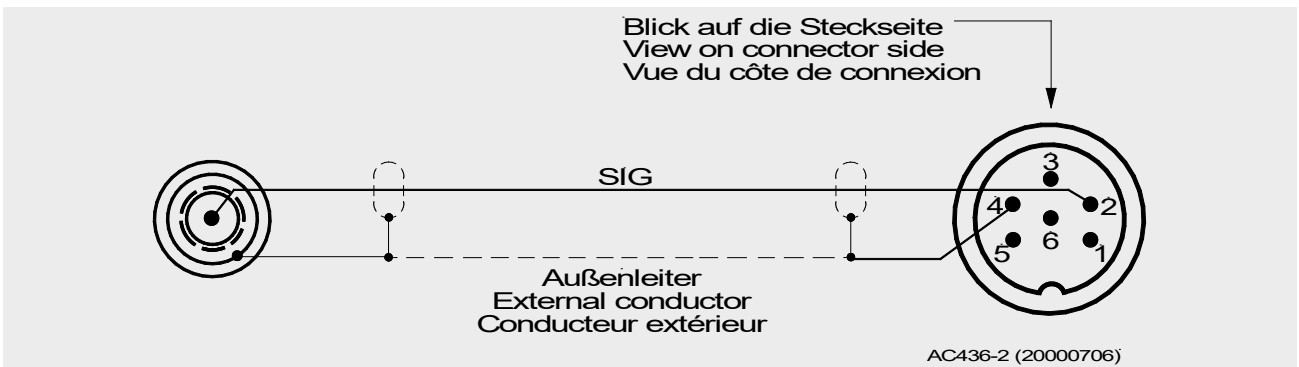 Blick auf die Steckseite
View on connector side
Vue du côte de connexion
SIG
3
4
2
5
6
1
Außenleiter
External conductor
Conducteur extérieur
AC436-2 (20000706)